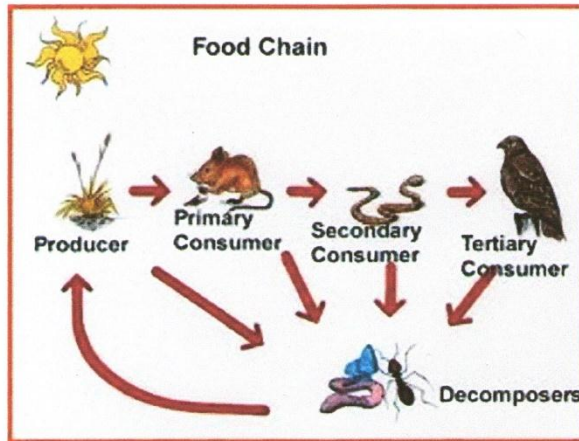 Food Chain
Producer
Primary
Consumer
Secondary
Consumer
Tertiary
Consumer
Decomposers